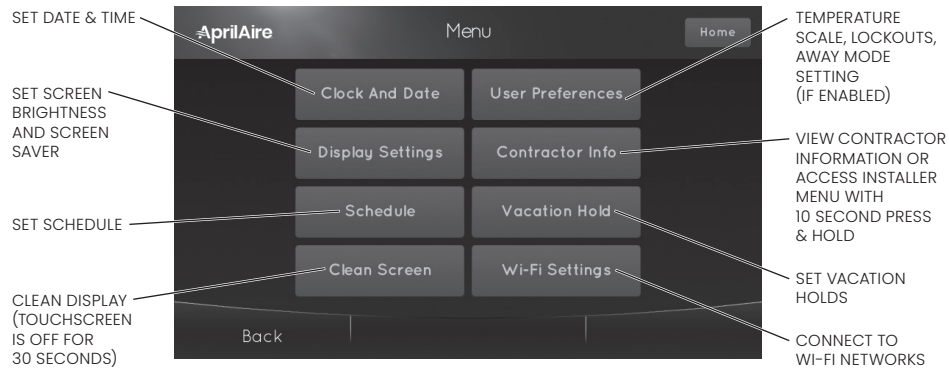 SET DATE & TIME
SET SCREEN
BRIGHTNESS
AND SCREEN
SAVER
SET SCHEDULE
CLEAN DISPLAY
(TOUCHSCREEN
IS OFF FOR
30 SECONDS)
AprilAire
Menu
Home
Clock And Date
User Preferences
Display Settings
Contractor Info
Schedule
Vacation Hold
Clean Screen
Wi-Fi Settings
Back
TEMPERATURE
SCALE, LOCKOUTS,
AWAY MODE
SETTING
(IF ENABLED)
VIEW CONTRACTOR
INFORMATION OR
ACCESS INSTALLER
MENU WITH
10 SECOND PRESS
& HOLD
SET VACATION
HOLDS
CONNECT TO
WI-FI NETWORKS